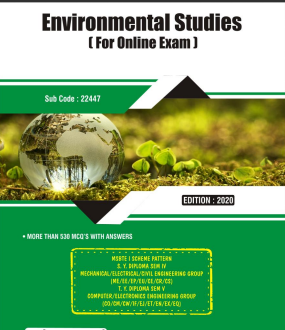 Environmental Studies
( For Online Exam )
Sub Code : 22447
EDITION : 2020
• MORE THAN 530 MCQ'S WITH ANSWERS
MSBTE I SCHEME PATTERN
S. Y. DIPLOMA SEM IV
MECHANICAL/ELECTRICAL/CIVIL ENGINEERING GROUP
(ME/EE/EP/EU/CE/CR/CS)
T. Y. DIPLOMA SEM V
COMPUTER/ELECTRONICS ENGINEERING GROUP
(CO/CM/CW/IF/EJ/ET/EN/EX/EQ)